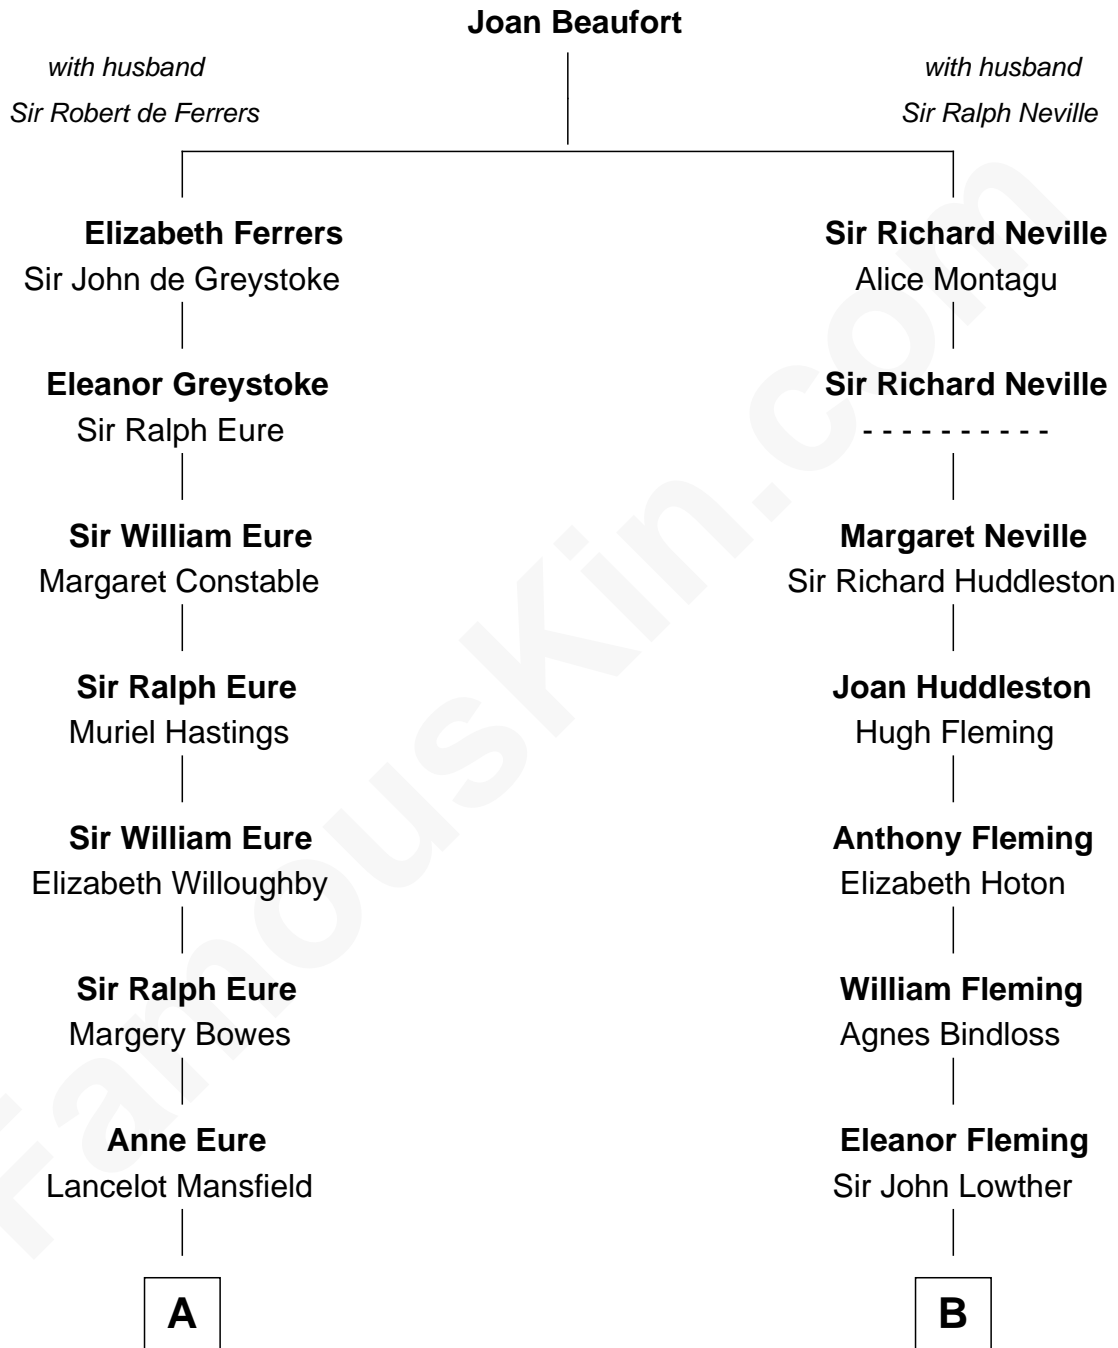 Joan Beaufort
with husband
Sir Robert de Ferrers
with husband
Sir Ralph Neville
Elizabeth Ferrers
Sir John de Greystoke
Sir Richard Neville
Alice Montagu
Eleanor Greystoke
Sir Ralph Eure
Sir Richard Neville
- - - - - - - - - -
Sir William Eure
Margaret Constable
Margaret Neville
Sir Richard Huddleston
Sir Ralph Eure
Muriel Hastings
Joan Huddleston
Hugh Fleming
Sir William Eure
Elizabeth Willoughby
Anthony Fleming
Elizabeth Hoton
Sir Ralph Eure
Margery Bowes
William Fleming
Agnes Bindloss
Anne Eure
Lancelot Mansfield
Eleanor Fleming
Sir John Lowther
A
B
FamousKin.com